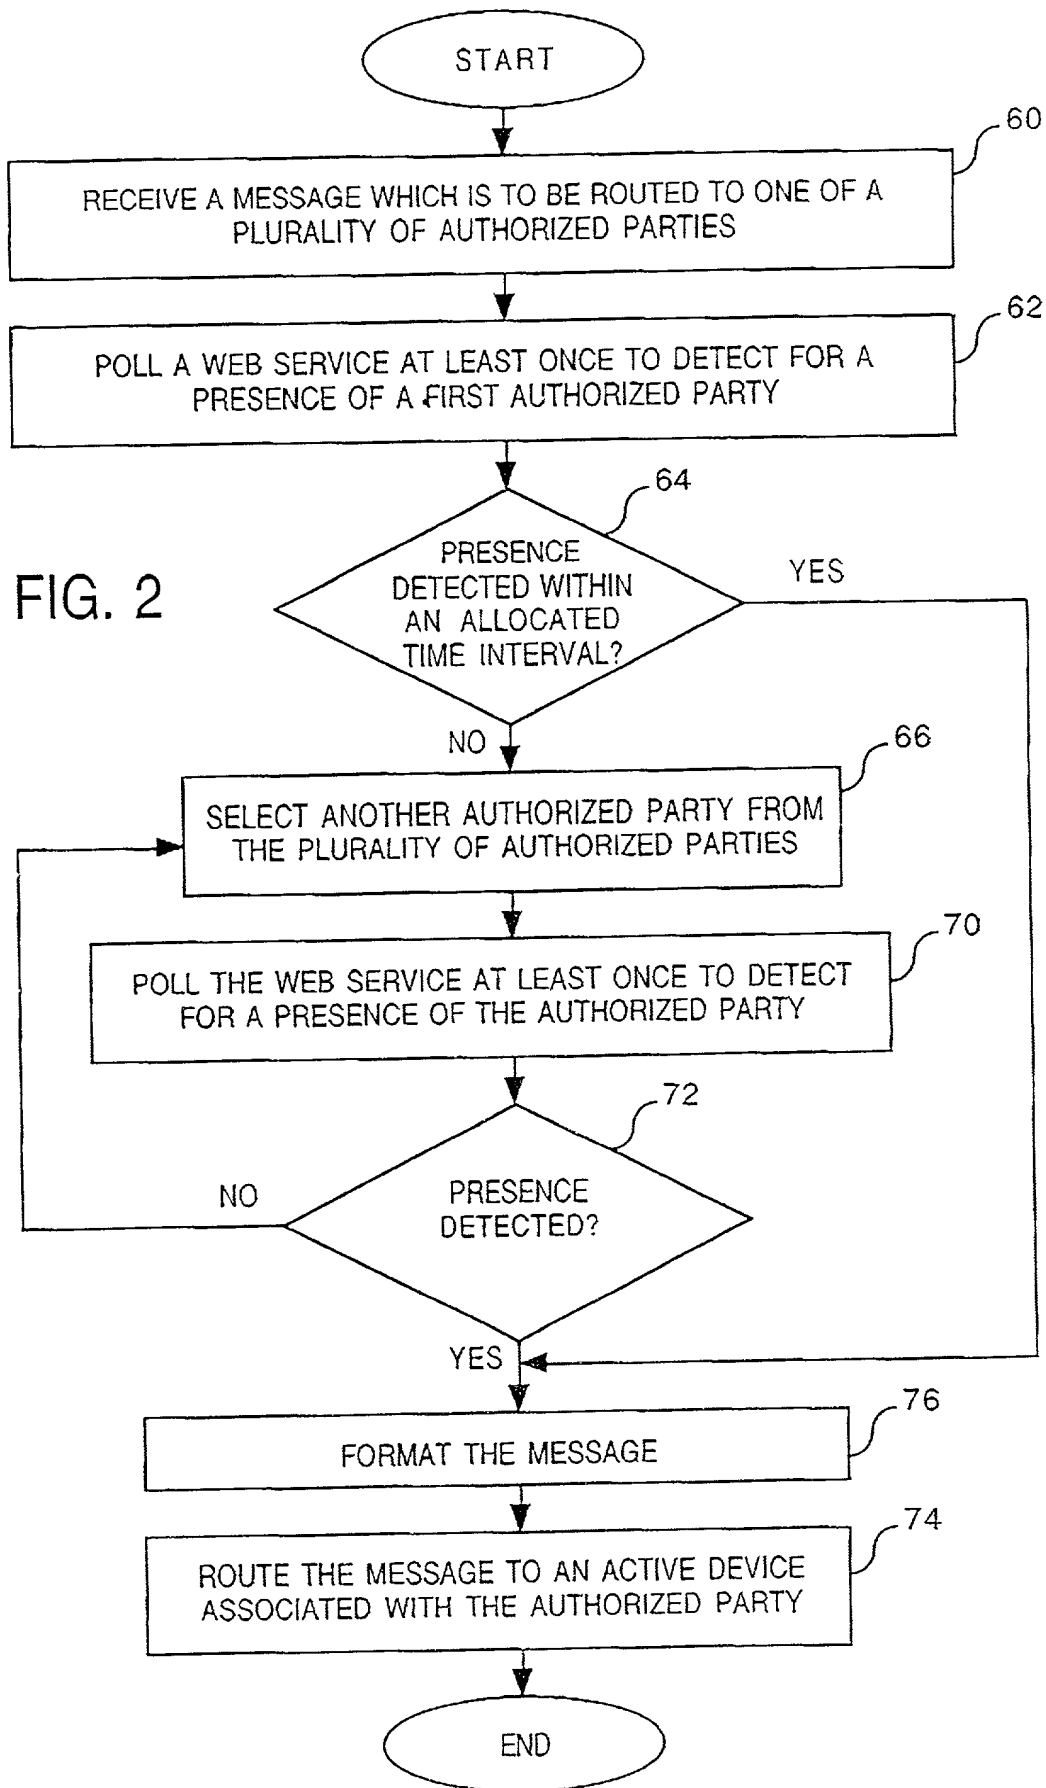 START
60
RECEIVE A MESSAGE WHICH IS TO BE ROUTED TO ONE OF A
PLURALITY OF AUTHORIZED PARTIES
62
POLL A WEB SERVICE AT LEAST ONCE TO DETECT FOR A
PRESENCE OF A FIRST AUTHORIZED PARTY
64
PRESENCE
DETECTED WITHIN
AN ALLOCATED
TIME INTERVAL?
YES
FIG. 2
NO
66
SELECT ANOTHER AUTHORIZED PARTY FROM
THE PLURALITY OF AUTHORIZED PARTIES
70
POLL THE WEB SERVICE AT LEAST ONCE TO DETECT
FOR A PRESENCE OF THE AUTHORIZED PARTY
72
PRESENCE
DETECTED?
NO
YES
76
FORMAT THE MESSAGE
74
ROUTE THE MESSAGE TO AN ACTIVE DEVICE
ASSOCIATED WITH THE AUTHORIZED PARTY
END